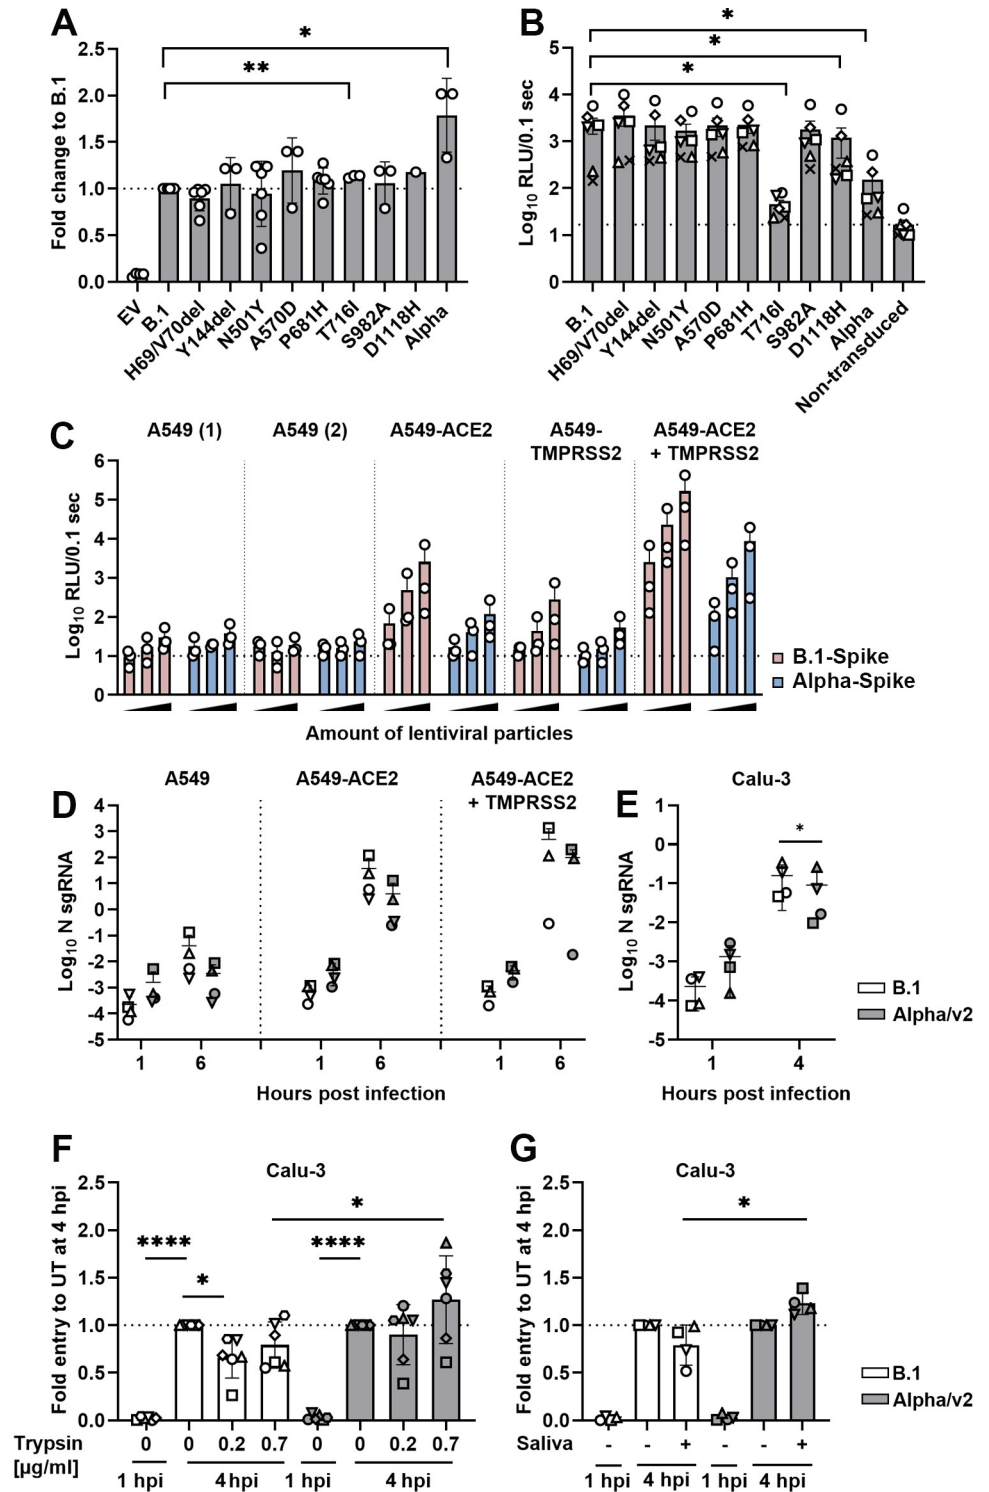 A
B
Fold change to B.1
2.5
2.0
1.5
1.0
0.5
0.0
*
**
EV
B.1
H69/V70del
Y144del
N501Y
A570D
P681H
T716I
S982A
D1118H
Alpha
Log10 RLU/0.1 sec
5
4
3
2
1
0
*
*
*
B.1
H69/V70del
Y144del
N501Y
A570D
P681H
T716I
S982A
D1118H
Alpha
Non-transduced
C
A549 (1)
A549 (2)
A549-ACE2
A549-
TMPRSS2
A549-ACE2
+ TMPRSS2
Log10 RLU/0.1 sec
6
5
4
3
2
1
0
B.1-Spike
Alpha-Spike
Amount of lentiviral particles
D
A549
A549-ACE2
A549-ACE2
+ TMPRSS2
Log10 N sgRNA
4
3
2
1
0
-1
-2
-3
-4
-5
1 6 1 6 1 6
Hours post infection
E
Calu-3
Log10 N sgRNA
1
0
-1
-2
-3
-4
-5
*
1 4
Hours post infection
B.1
Alpha/v2
F
Calu-3
Fold entry to UT at 4 hpi
2.5
2.0
1.5
1.0
0.5
0.0
****
*
****
*
Trypsin 0 0 0.2 0.7 0 0 0.2 0.7
[µg/ml]
1 hpi 4hpi 1 hpi 4 hpi
G
Calu-3
Fold entry to UT at 4 hpi
2.5
2.0
1.5
1.0
0.5
0.0
*
Saliva - - + - - +
1 hpi 4 hpi 1 hpi 4 hpi
B.1
Alpha/v2